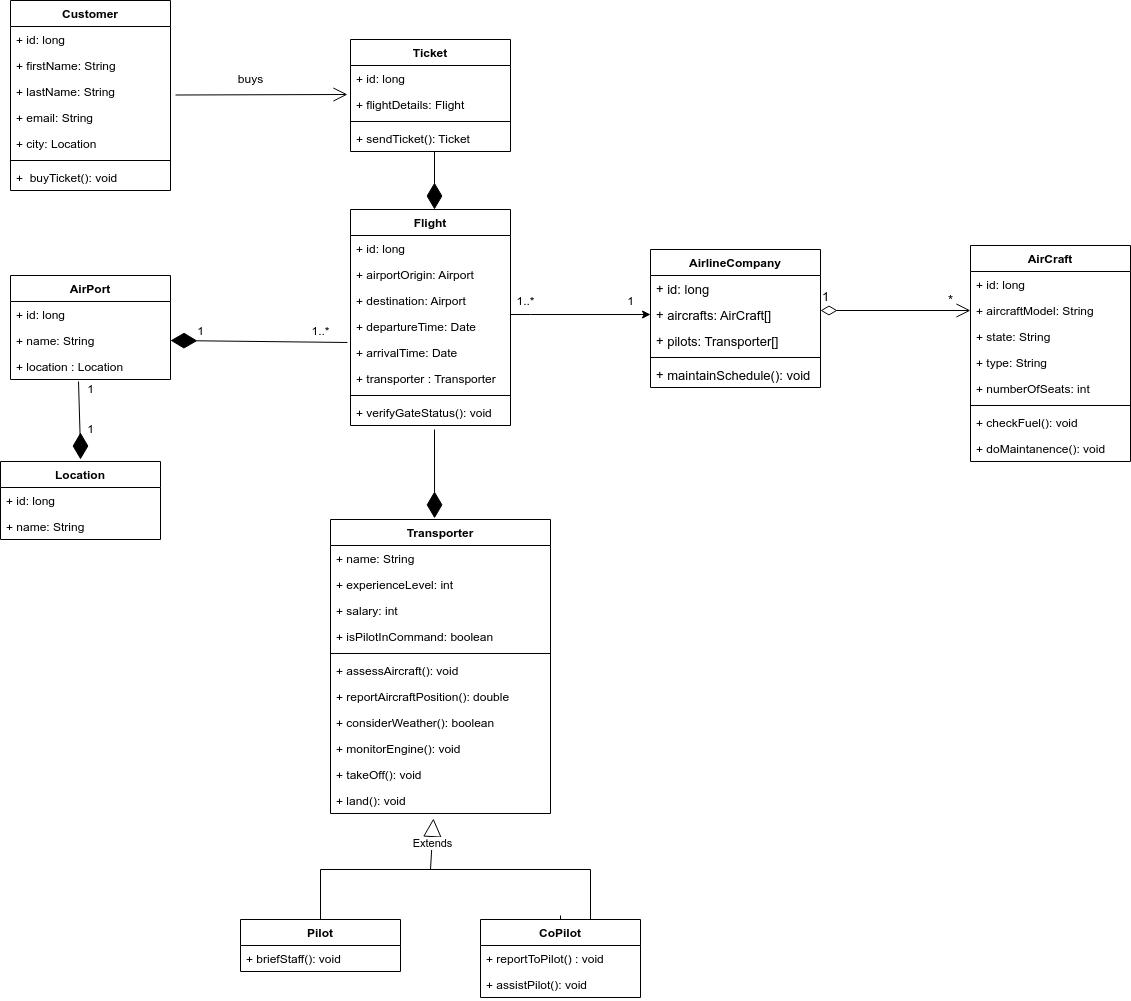 Customer
+ id: long
+ firstName: String
+ lastName: String
+ email: String
+ city: Location
+ buyTicket(): void
buys
Ticket
+ id: long
+ flightDetails: Flight
+ sendTicket(): Ticket
Flight
+ id: long
+ airportOrigin: Airport
+ destination: Airport
+ departureTime: Date
+ arrivalTime: Date
+ transporter : Transporter
+ verifyGateStatus(): void
1..*
1
AirlineCompany
+ id: long
+ aircrafts: AirCraft[]
+ pilots: Transporter[]
+ maintainSchedule(): void
1
*
AirCraft
+ id: long
+ aircraftModel: String
+ state: String
+ type: String
+ numberOfSeats: int
+ checkFuel(): void
+ doMaintanence(): void
AirPort
+ id: long
+ name: String
+ location : Location
1
1..*
1
1
Location
+ id: long
+ name: String
Transporter
+ name: String
+ experienceLevel: int
+ salary: int
+ isPilotInCommand: boolean
+ assessAircraft(): void
+ reportAircraftPosition(): double
+ considerWeather(): boolean
+ monitorEngine(): void
+ takeOff(): void
+ land(): void
Extends
Pilot
+ briefStaff(): void
CoPilot
+ reportToPilot() : void
+ assistPilot(): void